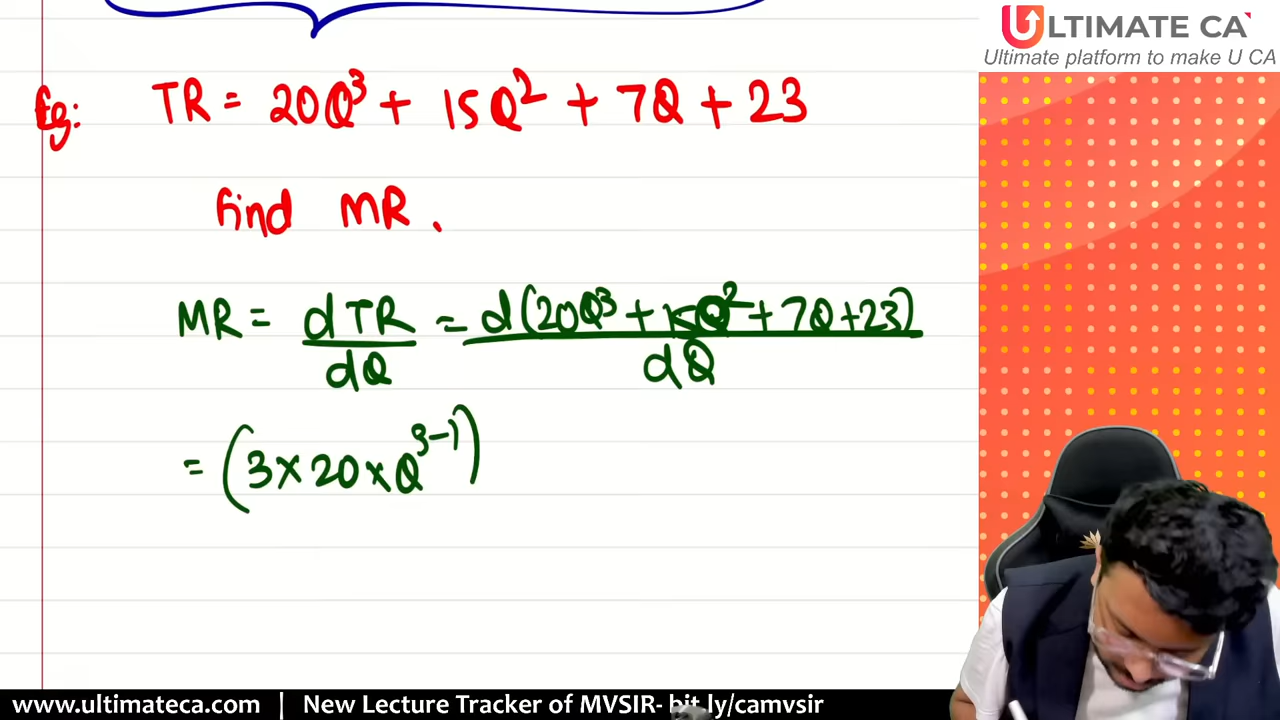 ULTIMATE CA
Ultimate platform to make U CA
Eg: TR = 20Q³ + 15Q² + 7Q + 23
Find MR.
MR = dTR/dQ = d(20Q³ + 15Q² + 7Q + 23)/dQ
= (3 × 20 × Q³⁻¹)
www.ultimateca.com | New Lecture Tracker of MVSIR- bit.ly/camvsir